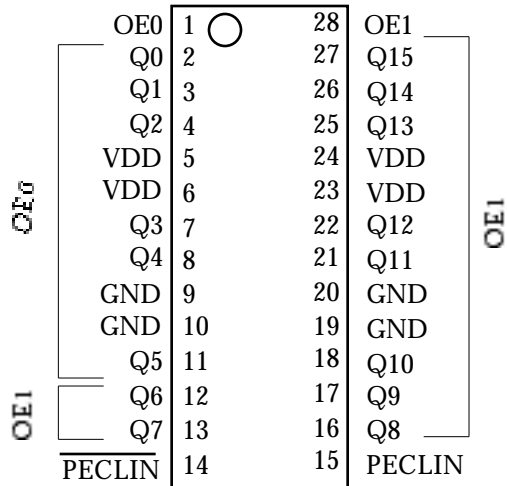 OE0 1 28 OE1
Q0 2 27 Q15
Q1 3 26 Q14
Q2 4 25 Q13
VDD 5 24 VDD
VDD 6 23 VDD
Q3 7 22 Q12
Q4 8 21 Q11
GND 9 20 GND
GND 10 19 GND
Q5 11 18 Q10
Q6 12 17 Q9
Q7 13 16 Q8
PECLIN 14 15 PECLIN
OE0
OE1
OE1